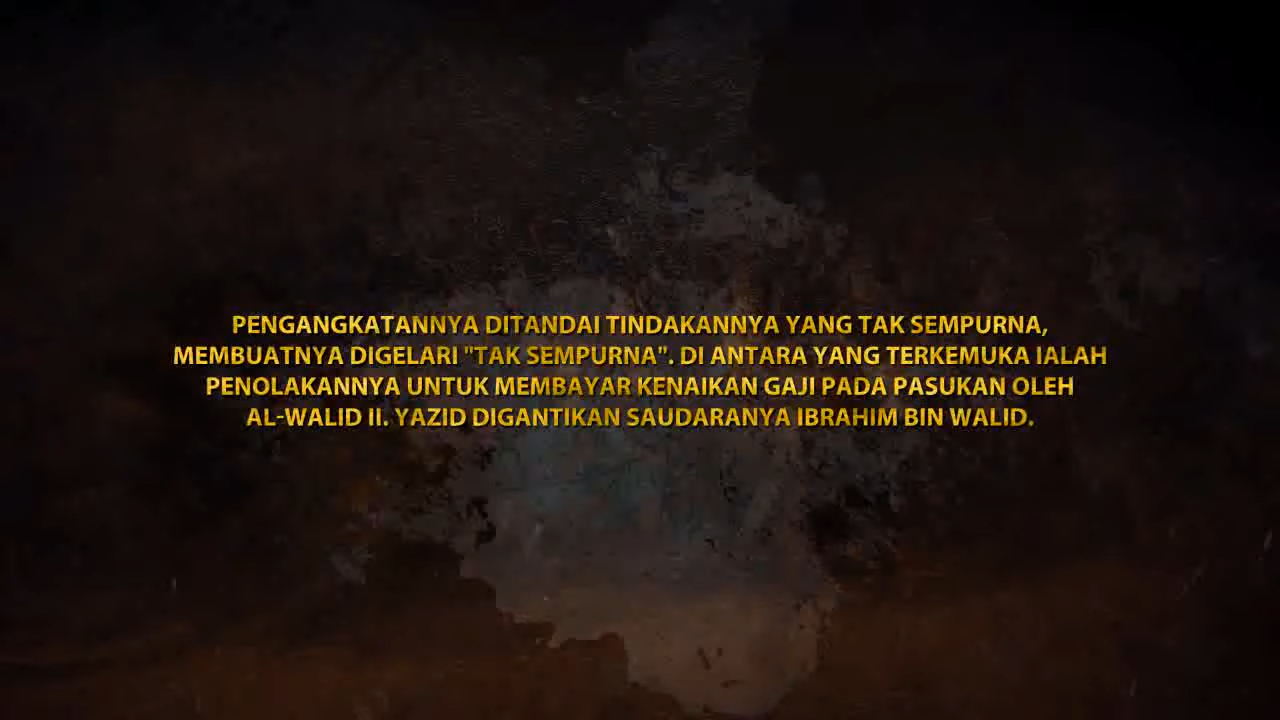 PENGANGKATANNYA DITANDAI TINDAKANNYA YANG TAK SEMPURNA,
MEMBUATNYA DIGELARI "TAK SEMPURNA". DI ANTARA YANG TERKEMUKA IALAH
PENOLAKANNYA UNTUK MEMBAYAR KENAIKAN GAJI PADA PASUKAN OLEH
AL-WALID II. YAZID DIGANTIKAN SAUDARANYA IBRAHIM BIN WALID.